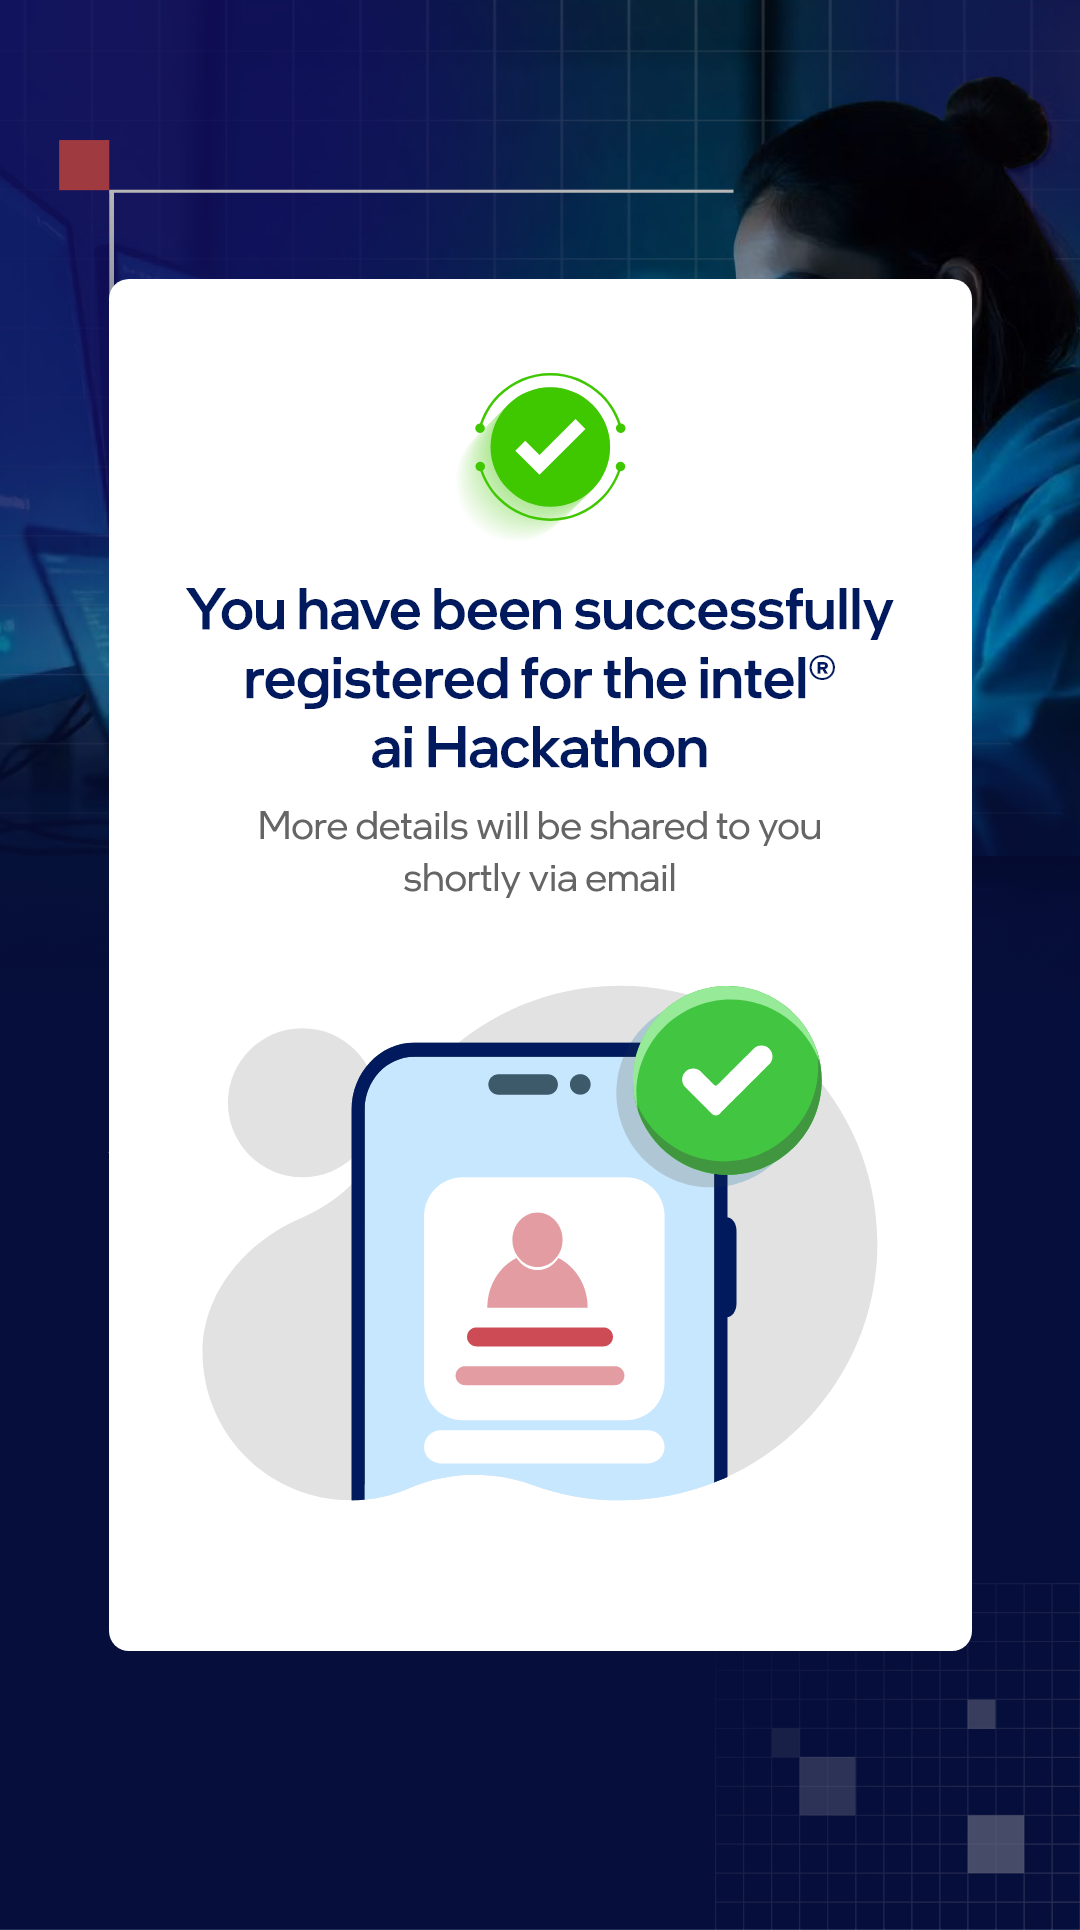 You have been successfully
registered for the intel®
ai Hackathon
More details will be shared to you
shortly via email